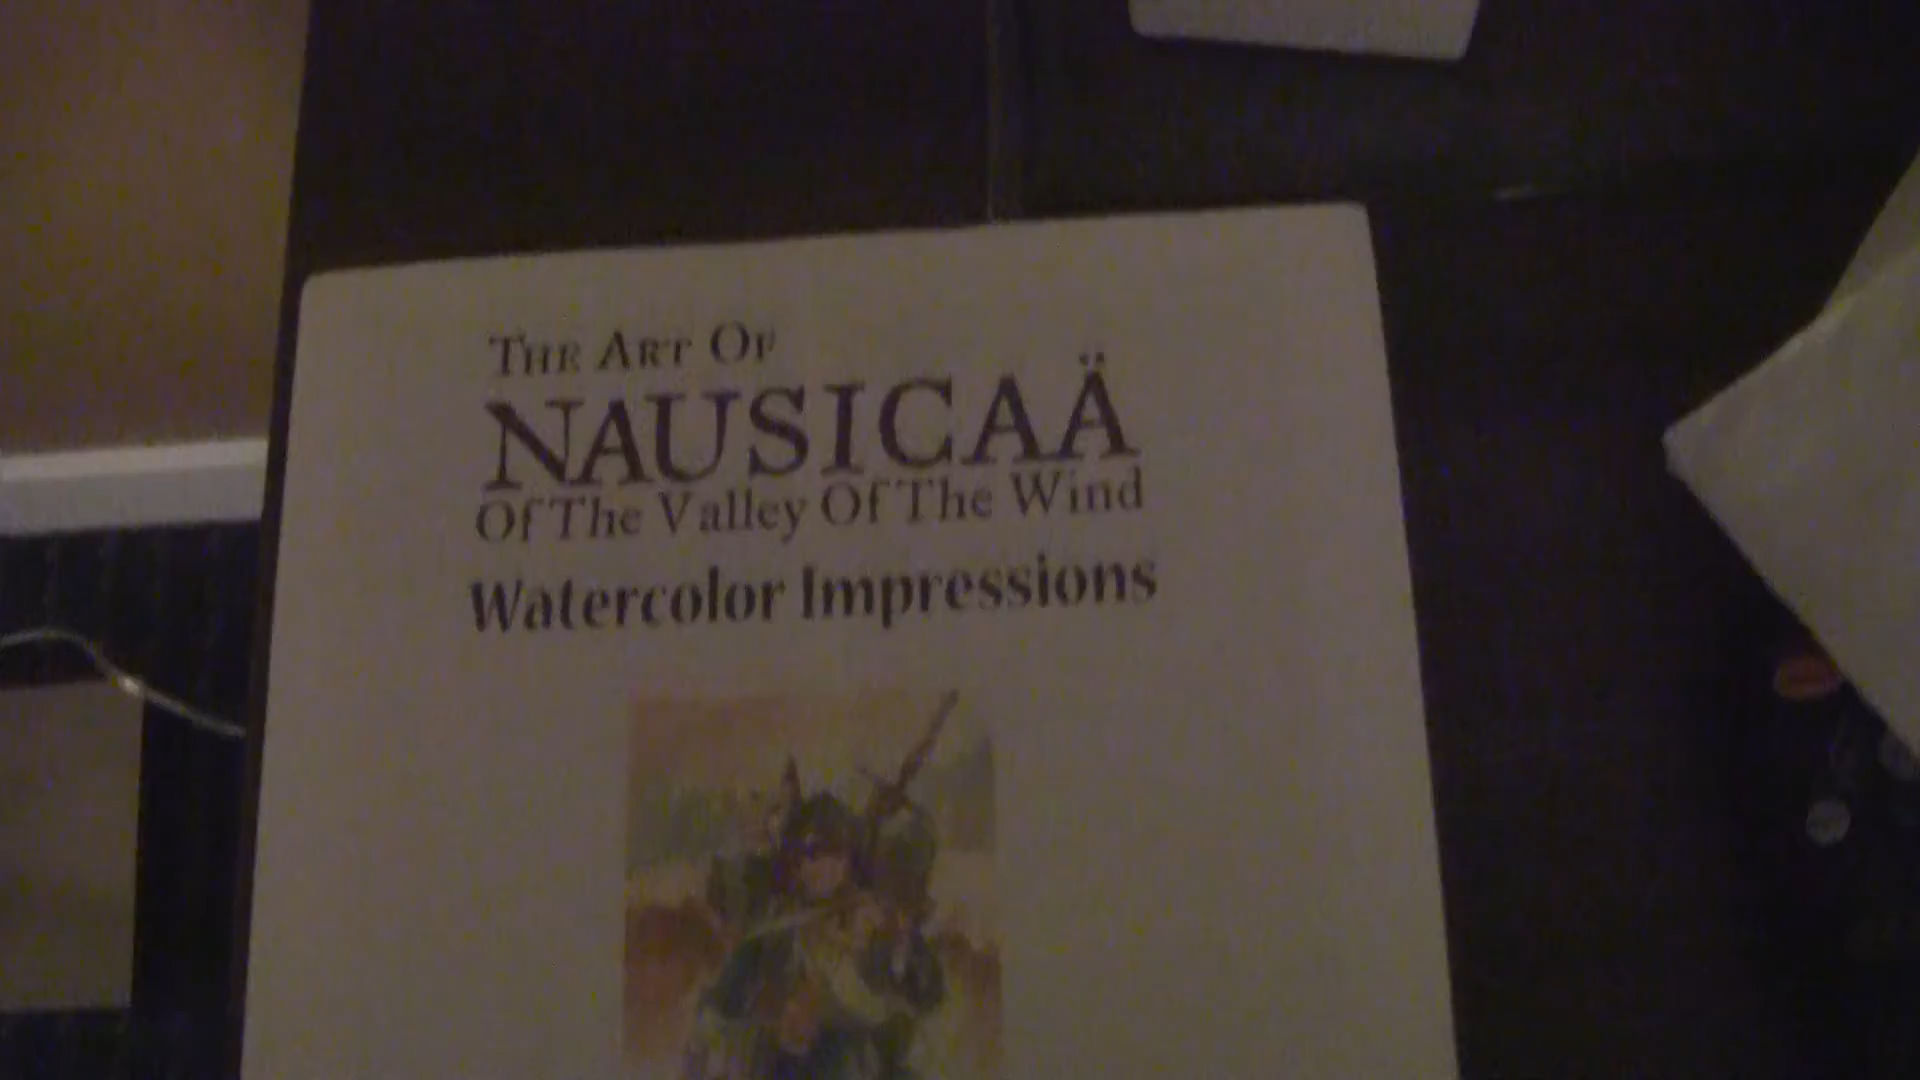 THE ART OF
NAUSICAÄ
Of The Valley Of The Wind
Watercolor Impressions